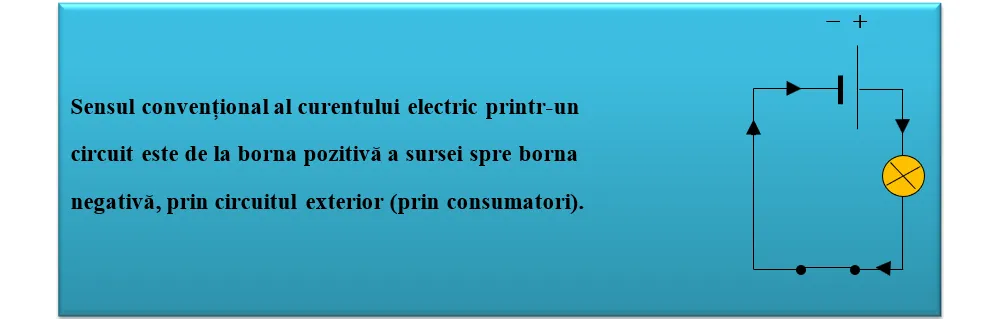 − +
Sensul convențional al curentului electric printr-un
circuit este de la borna pozitivă a sursei spre borna
negativă, prin circuitul exterior (prin consumatori).